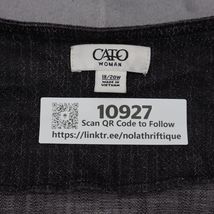 CATO
WOMAN
18/20W
MADE IN
VIETNAM
10927
Scan QR Code to Follow
https://linktr.ee/nolathriftique